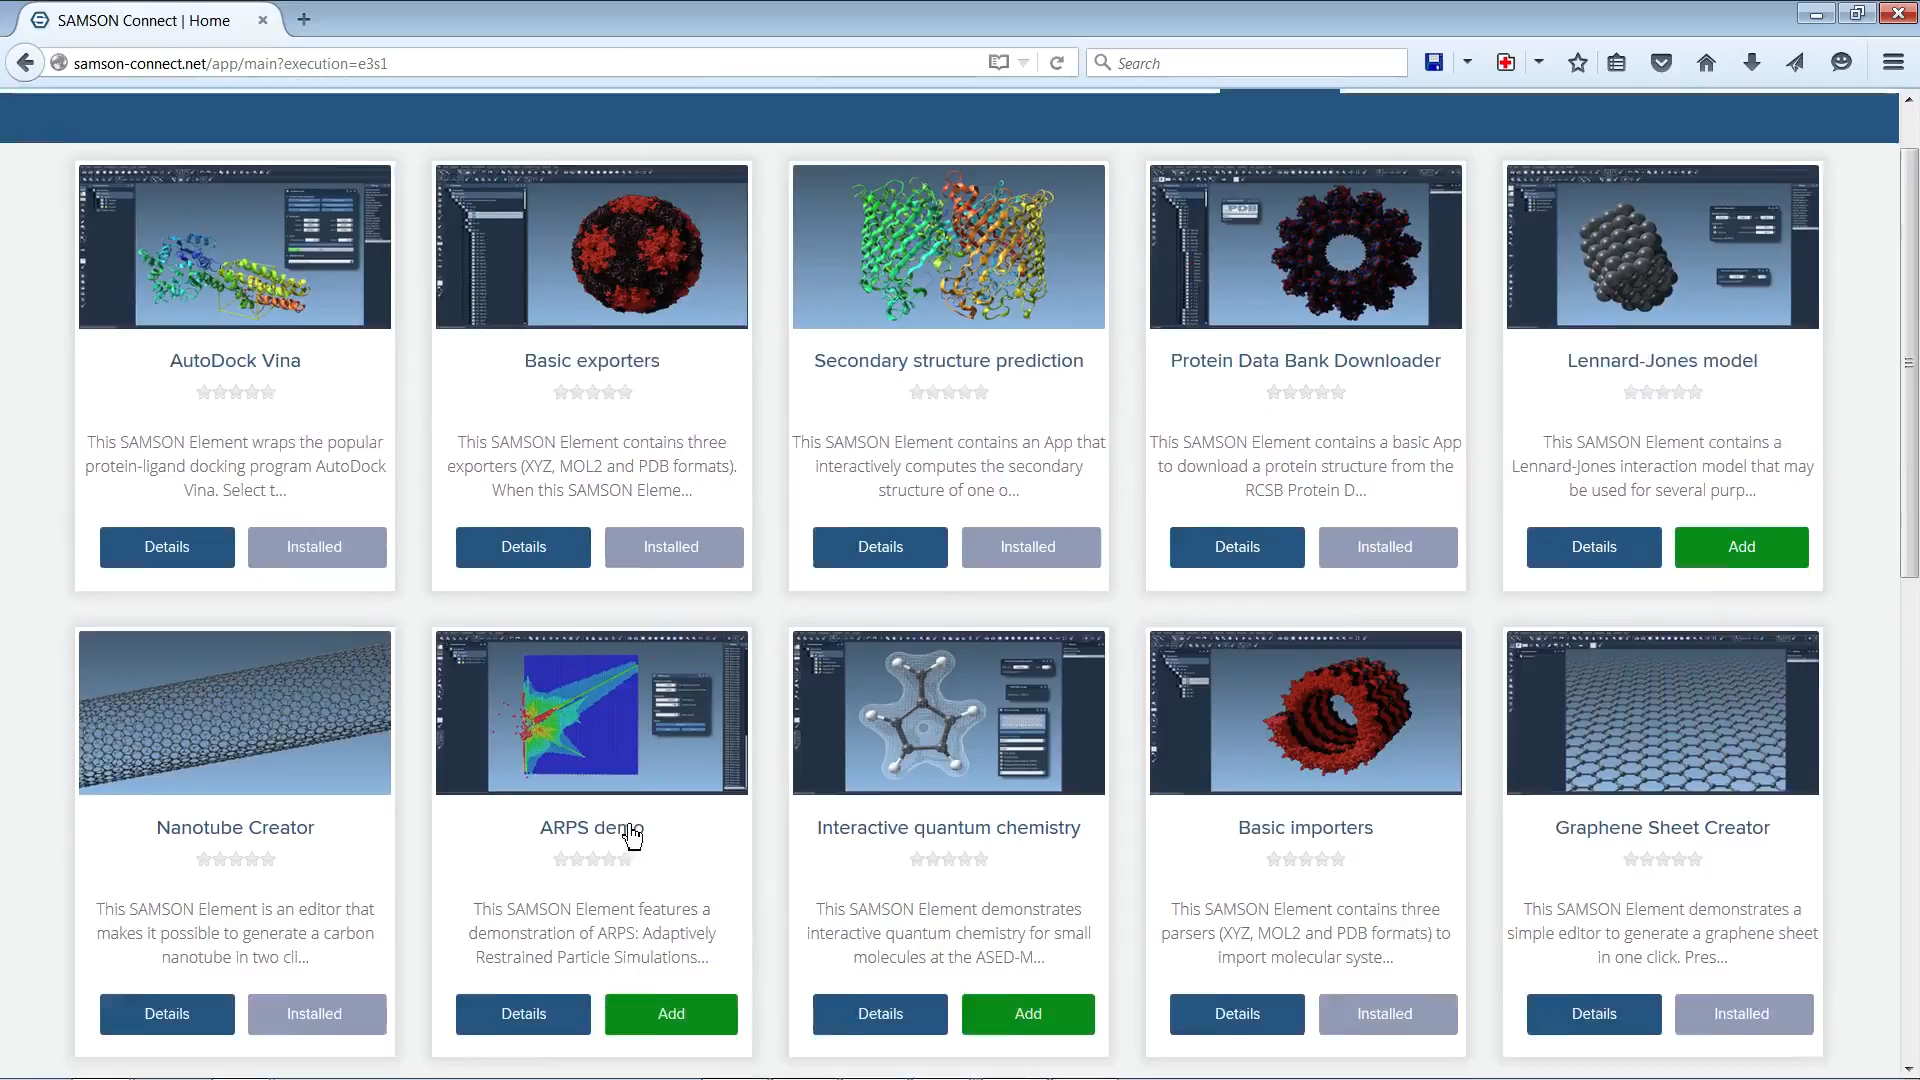 SAMSON Connect | Home
samson-connect.net/app/main?execution=e3s1
Search
AutoDock Vina
Basic exporters
Secondary structure prediction
Protein Data Bank Downloader
Lennard-Jones model
This SAMSON Element wraps the popular
protein-ligand docking program AutoDock
Vina. Select t...
This SAMSON Element contains three
exporters (XYZ, MOL2 and PDB formats).
When this SAMSON Eleme...
This SAMSON Element contains an App that
interactively computes the secondary
structure of one o...
This SAMSON Element contains a basic App
to download a protein structure from the
RCSB Protein D...
This SAMSON Element contains a
Lennard-Jones interaction model that may
be used for several purp...
Details
Installed
Details
Installed
Details
Installed
Details
Installed
Details
Add
Nanotube Creator
ARPS demo
Interactive quantum chemistry
Basic importers
Graphene Sheet Creator
This SAMSON Element is an editor that
makes it possible to generate a carbon
nanotube in two cli...
This SAMSON Element features a
demonstration of ARPS: Adaptively
Restrained Particle Simulations...
This SAMSON Element demonstrates
interactive quantum chemistry for small
molecules at the ASED-M...
This SAMSON Element contains three
parsers (XYZ, MOL2 and PDB formats) to
import molecular syste...
This SAMSON Element demonstrates a
simple editor to generate a graphene sheet
in one click. Pres...
Details
Installed
Details
Add
Details
Add
Details
Installed
Details
Installed